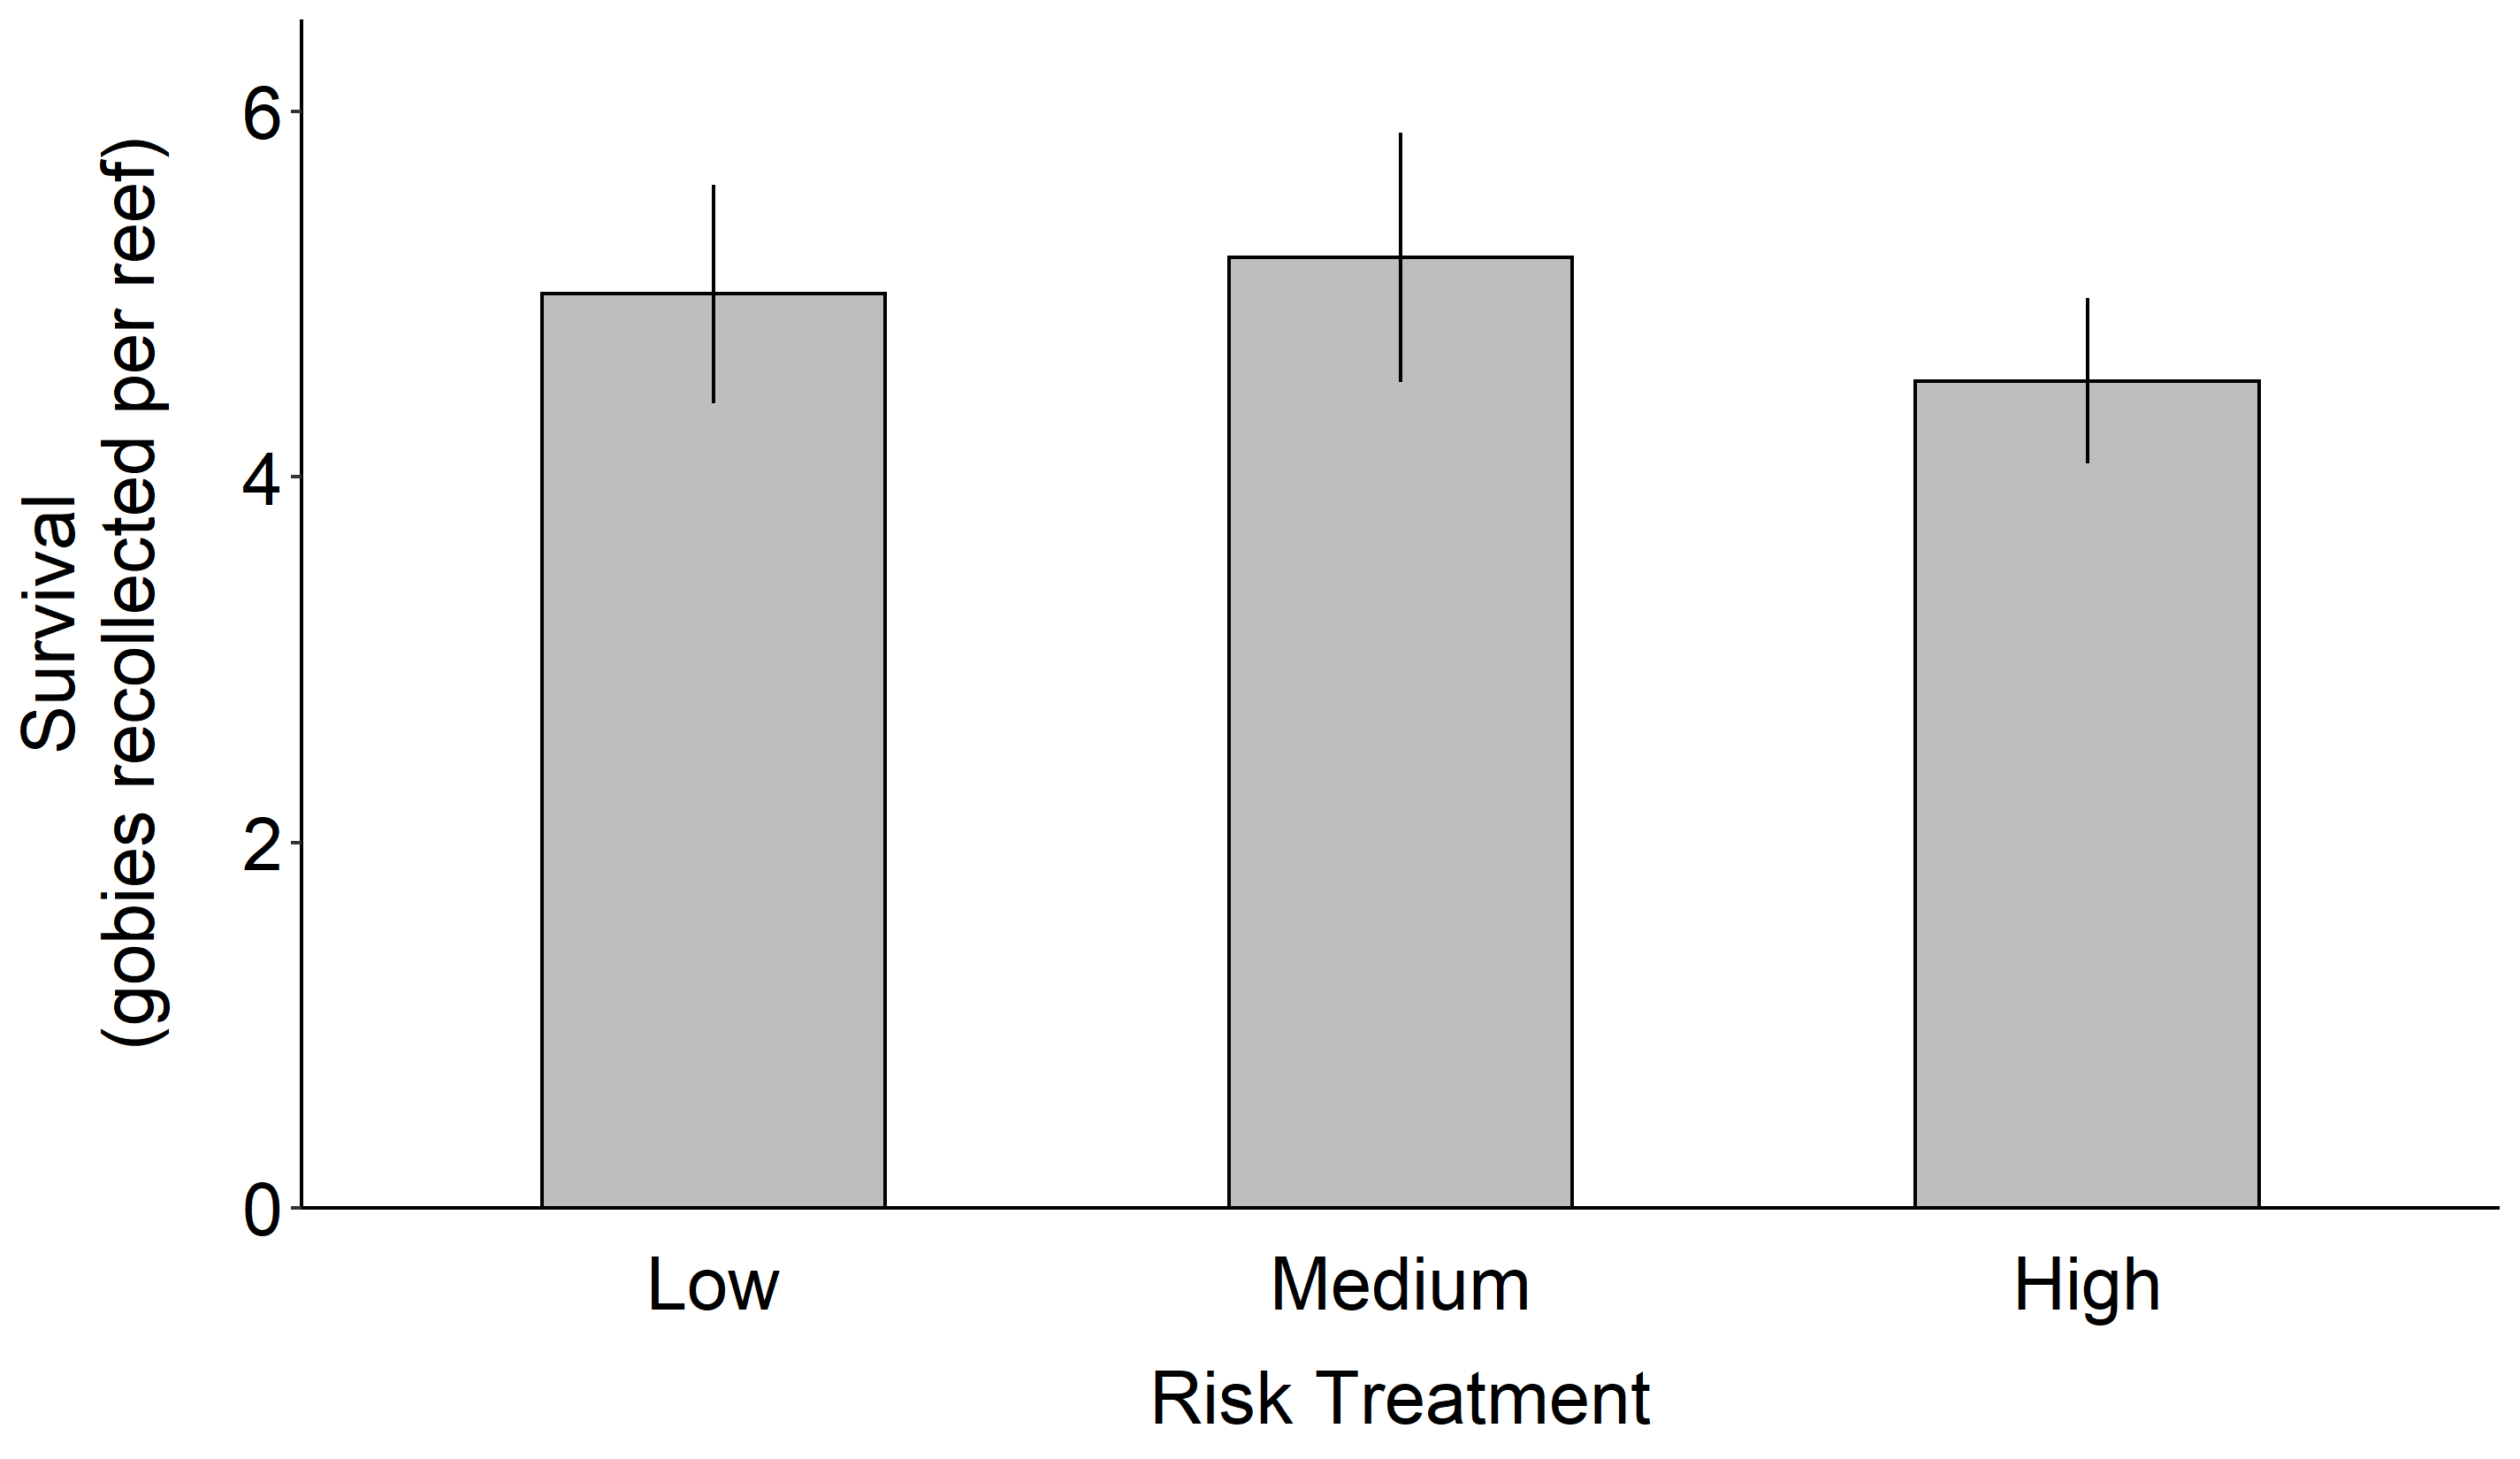 Survival
(gobies recollected per reef)
6
4
2
0
Low
Medium
High
Risk Treatment